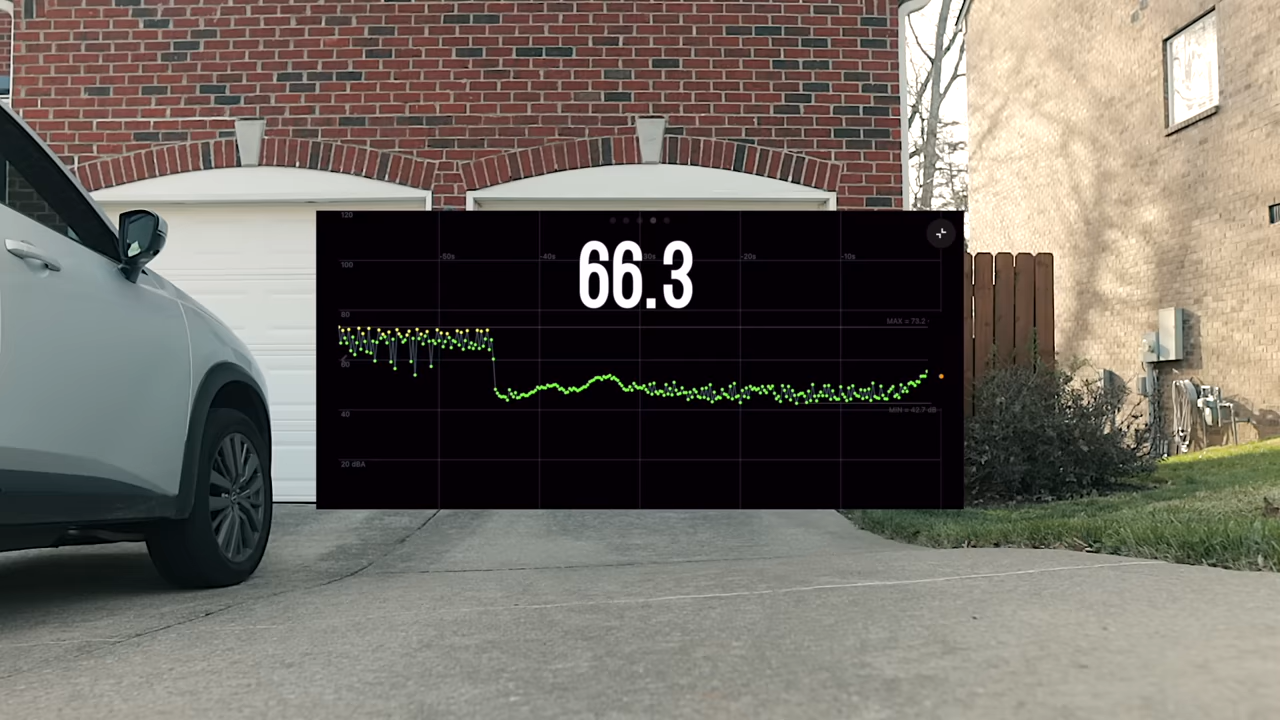 120
-50s
-40s
-30s
-20s
-10s
100
66.3
80
MAX = 73.2
60
40
MIN = 42.7 dB
20 dBA